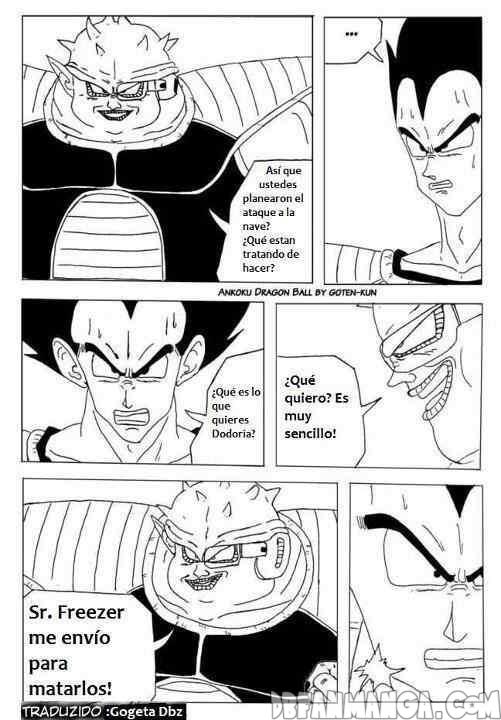 Así que
ustedes
planearon el
ataque a la
nave?
¿Qué estan
tratando de
hacer?
...
Ankoku Dragon Ball by goten-kun
¿Qué es lo
que
quieres
Dodoria?
¿Qué
quiero? Es
muy
sencillo!
Sr. Freezer
me envío
para
matarlos!
TRADUZIDO :Gogeta Dbz
DBFANMANGA.COM